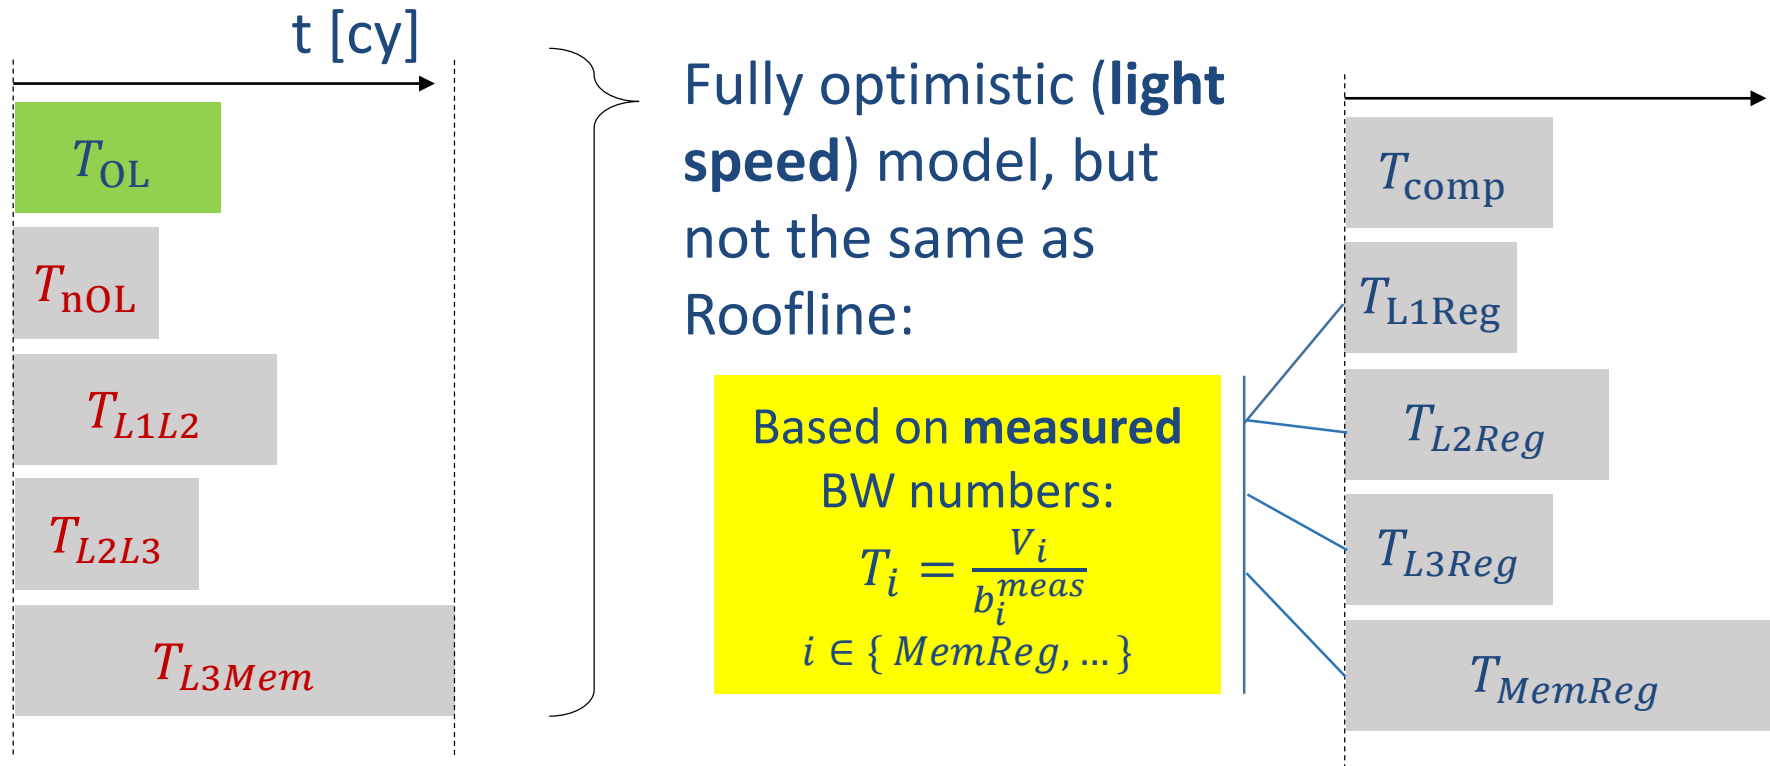 t [cy]
T_OL
T_nOL
T_L1L2
T_L2L3
T_L3Mem
Fully optimistic (light
speed) model, but
not the same as
Roofline:
Based on measured
BW numbers:
T_i = V_i / b_i^meas
i ∈ { MemReg, … }
T_comp
T_L1Reg
T_L2Reg
T_L3Reg
T_MemReg